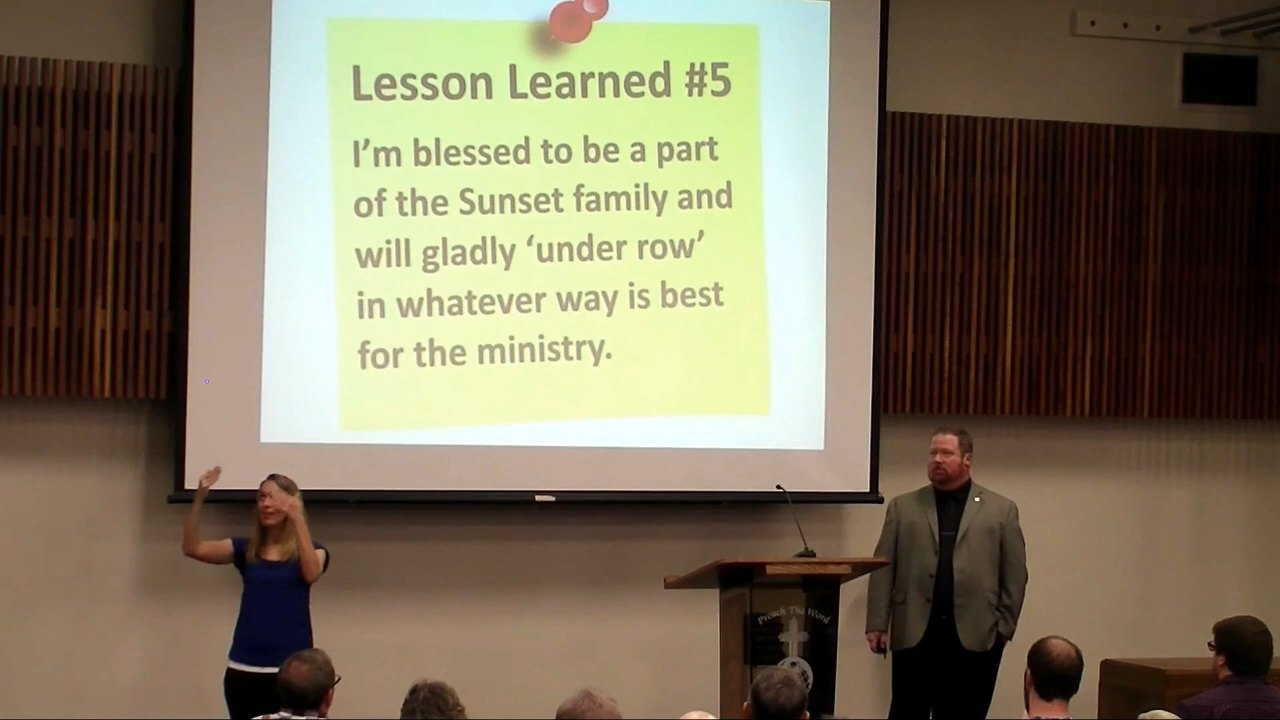 Lesson Learned #5
I’m blessed to be a part
of the Sunset family and
will gladly ‘under row’
in whatever way is best
for the ministry.
Preach The Word